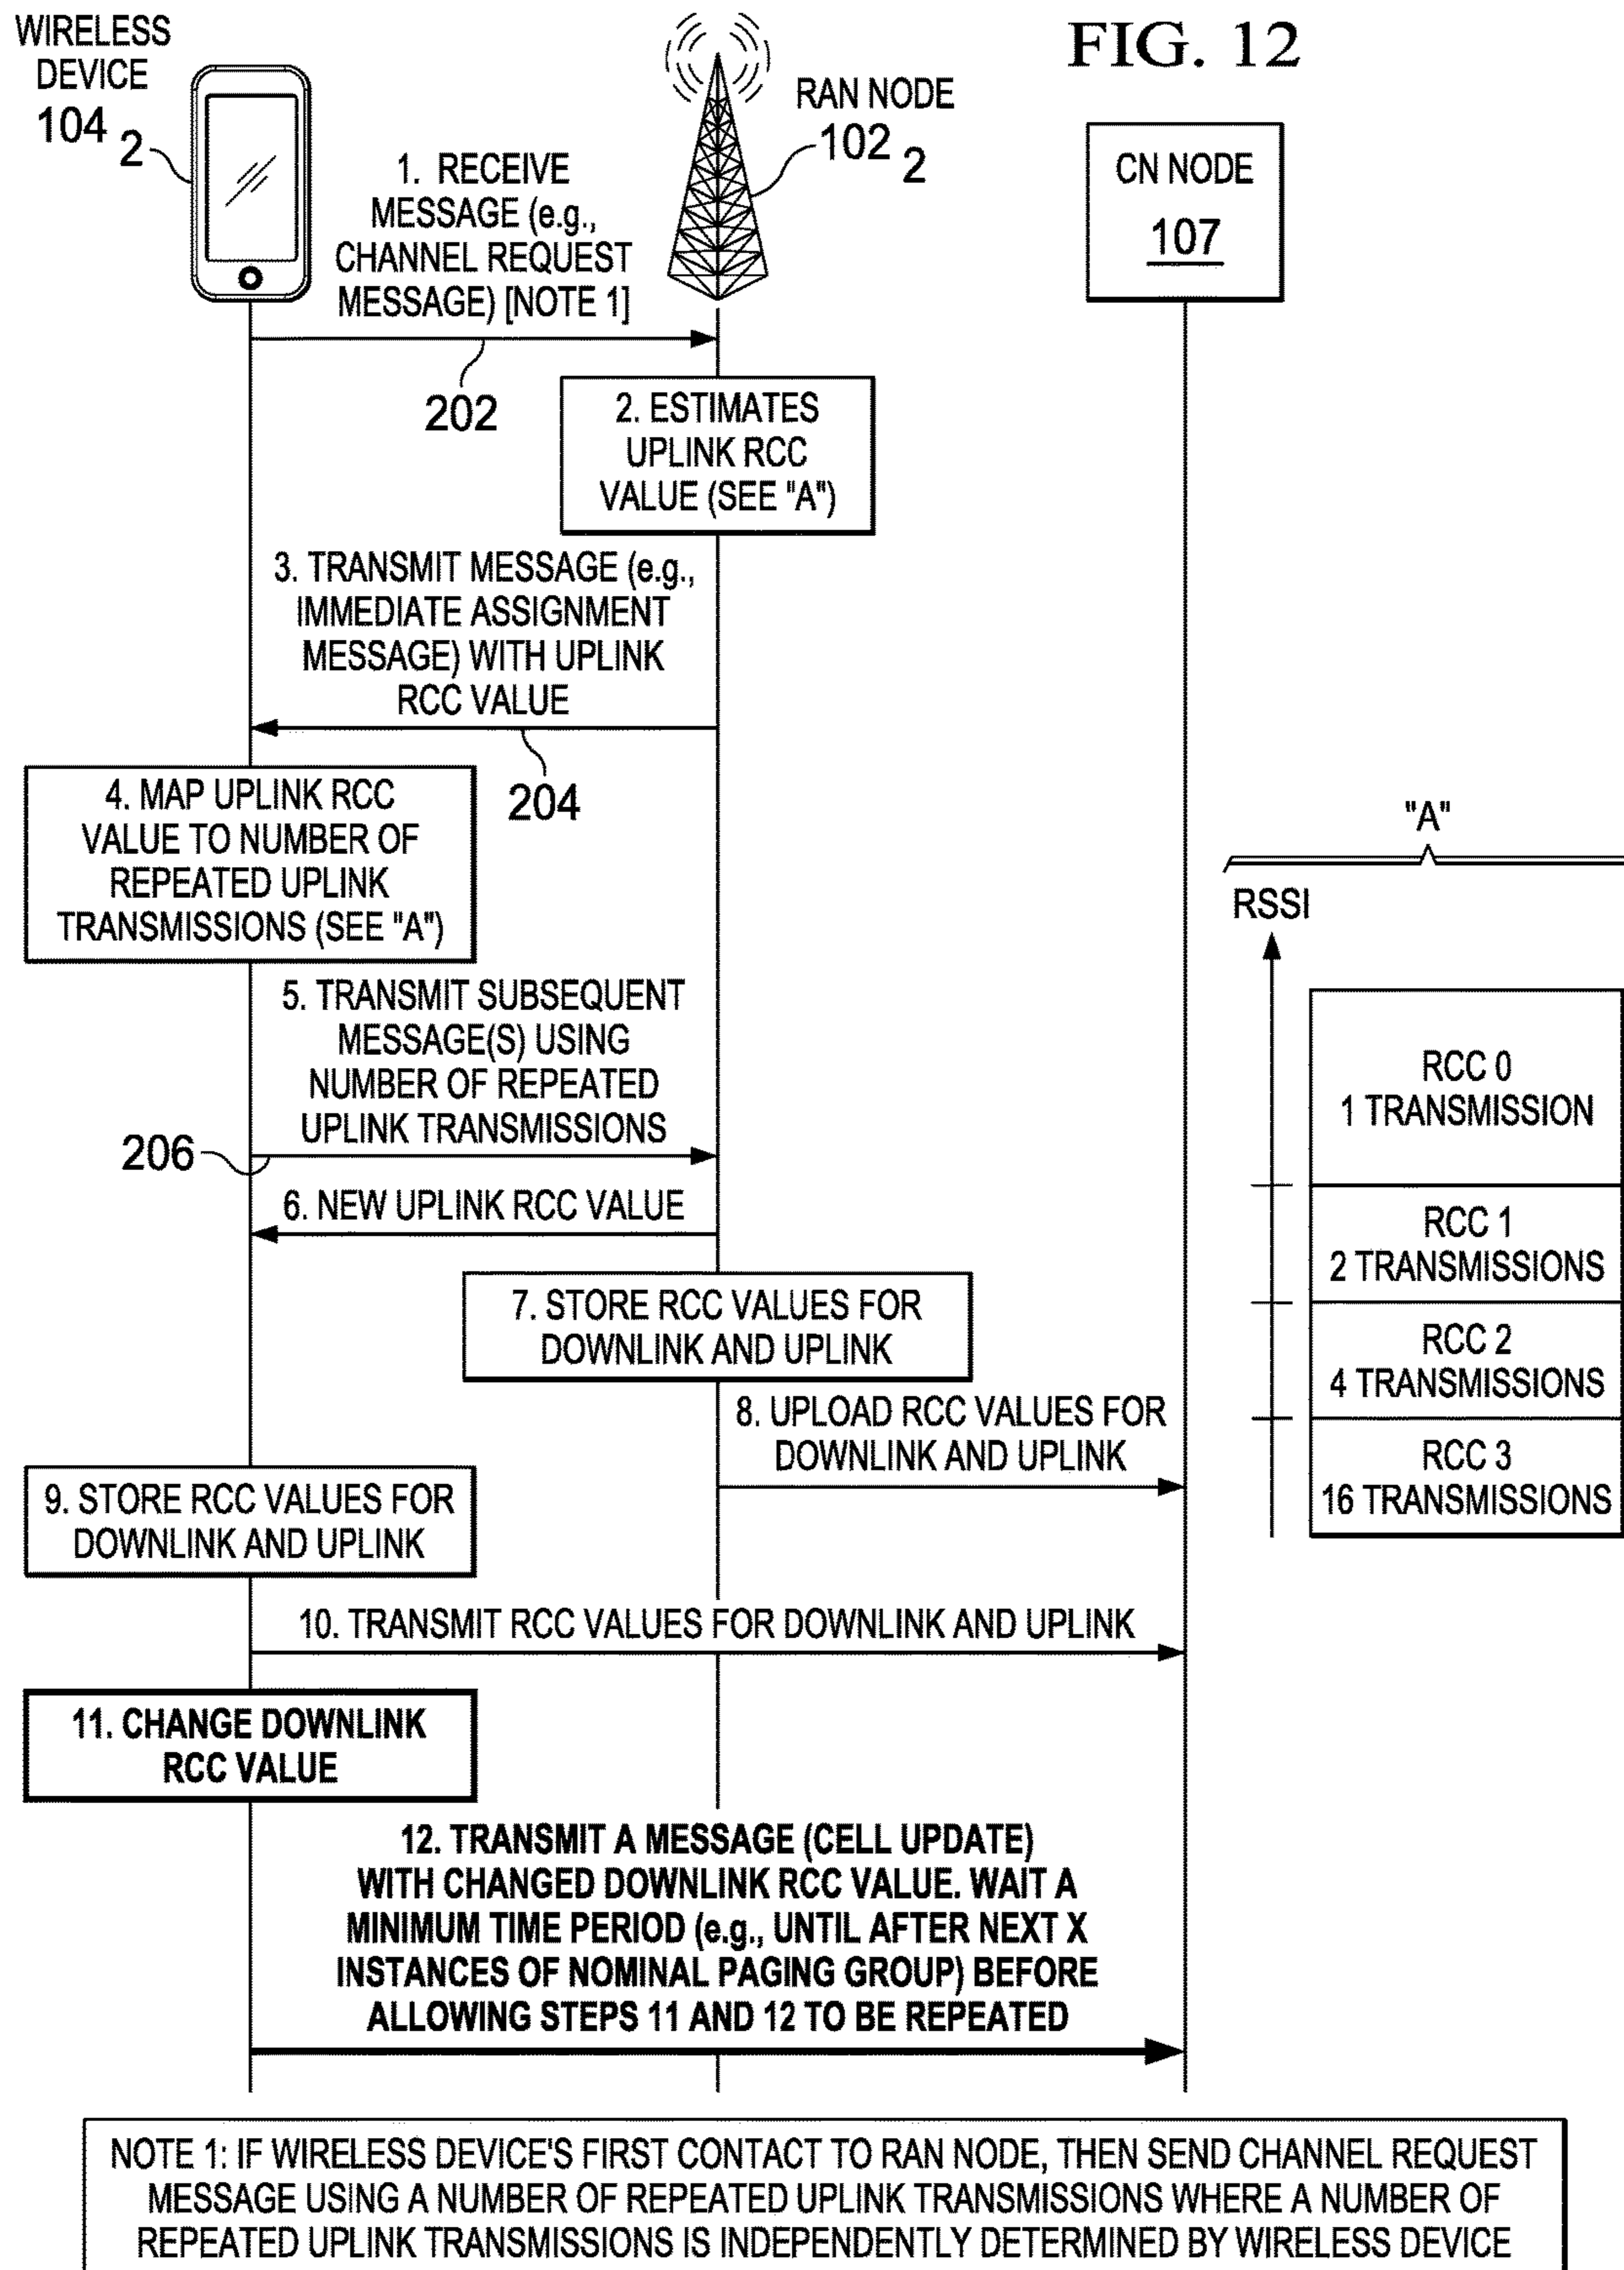 FIG. 12
WIRELESS
DEVICE
104 2
RAN NODE
102 2
CN NODE
107
1. RECEIVE
MESSAGE (e.g.,
CHANNEL REQUEST
MESSAGE) [NOTE 1]
202
2. ESTIMATES
UPLINK RCC
VALUE (SEE "A")
3. TRANSMIT MESSAGE (e.g.,
IMMEDIATE ASSIGNMENT
MESSAGE) WITH UPLINK
RCC VALUE
204
4. MAP UPLINK RCC
VALUE TO NUMBER OF
REPEATED UPLINK
TRANSMISSIONS (SEE "A")
5. TRANSMIT SUBSEQUENT
MESSAGE(S) USING
NUMBER OF REPEATED
UPLINK TRANSMISSIONS
206
6. NEW UPLINK RCC VALUE
7. STORE RCC VALUES FOR
DOWNLINK AND UPLINK
8. UPLOAD RCC VALUES FOR
DOWNLINK AND UPLINK
9. STORE RCC VALUES FOR
DOWNLINK AND UPLINK
10. TRANSMIT RCC VALUES FOR DOWNLINK AND UPLINK
11. CHANGE DOWNLINK
RCC VALUE
12. TRANSMIT A MESSAGE (CELL UPDATE)
WITH CHANGED DOWNLINK RCC VALUE. WAIT A
MINIMUM TIME PERIOD (e.g., UNTIL AFTER NEXT X
INSTANCES OF NOMINAL PAGING GROUP) BEFORE
ALLOWING STEPS 11 AND 12 TO BE REPEATED
"A"
RSSI
RCC 0
1 TRANSMISSION
RCC 1
2 TRANSMISSIONS
RCC 2
4 TRANSMISSIONS
RCC 3
16 TRANSMISSIONS
NOTE 1: IF WIRELESS DEVICE'S FIRST CONTACT TO RAN NODE, THEN SEND CHANNEL REQUEST
MESSAGE USING A NUMBER OF REPEATED UPLINK TRANSMISSIONS WHERE A NUMBER OF
REPEATED UPLINK TRANSMISSIONS IS INDEPENDENTLY DETERMINED BY WIRELESS DEVICE